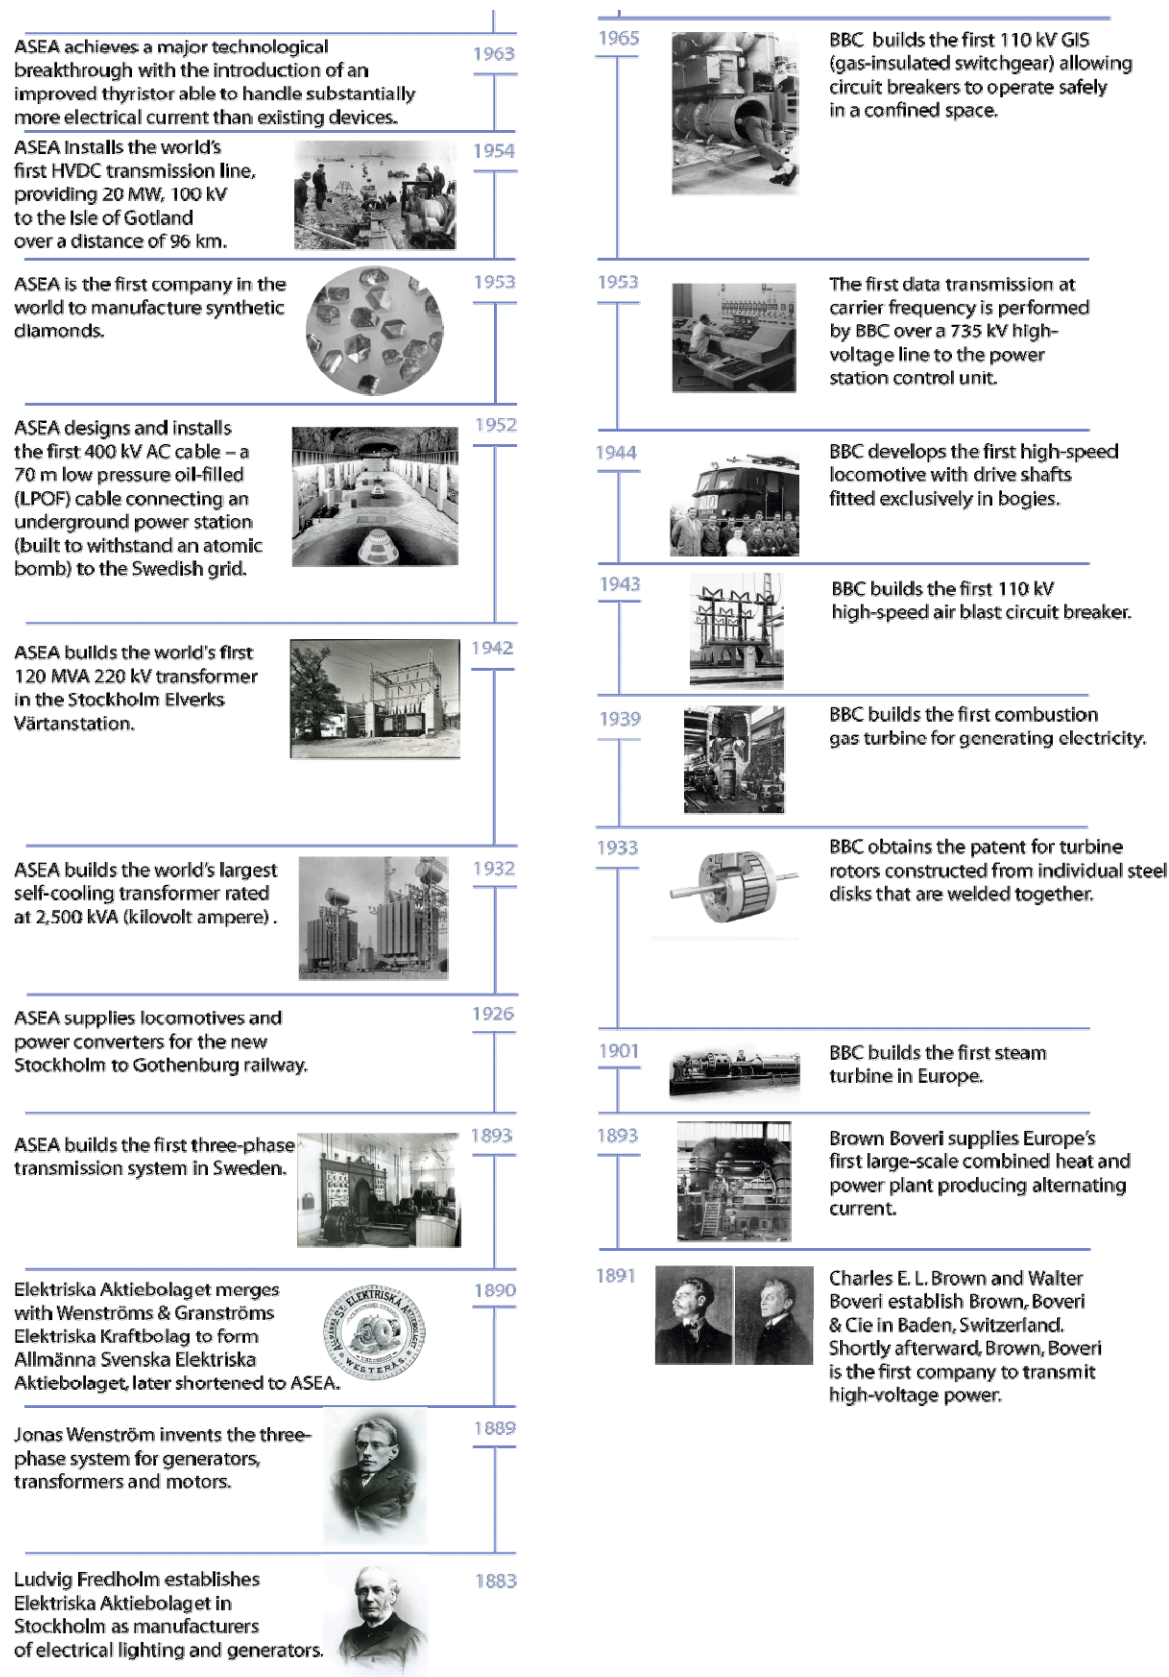 1963
ASEA achieves a major technological
breakthrough with the introduction of an
improved thyristor able to handle substantially
more electrical current than existing devices.
1954
ASEA Installs the world's
first HVDC transmission line,
providing 20 MW, 100 kV
to the Isle of Gotland
over a distance of 96 km.
1953
ASEA is the first company in the
world to manufacture synthetic
diamonds.
1952
ASEA designs and installs
the first 400 kV AC cable – a
70 m low pressure oil-filled
(LPOF) cable connecting an
underground power station
(built to withstand an atomic
bomb) to the Swedish grid.
1942
ASEA builds the world's first
120 MVA 220 kV transformer
in the Stockholm Elverks
Värtanstation.
1932
ASEA builds the world's largest
self-cooling transformer rated
at 2,500 kVA (kilovolt ampere) .
1926
ASEA supplies locomotives and
power converters for the new
Stockholm to Gothenburg railway.
1893
ASEA builds the first three-phase
transmission system in Sweden.
1890
Elektriska Aktiebolaget merges
with Wenströms & Granströms
Elektriska Kraftbolag to form
Allmänna Svenska Elektriska
Aktiebolaget, later shortened to ASEA.
ELEKTRISKA
WESTERÅS
1889
Jonas Wenström invents the three-
phase system for generators,
transformers and motors.
1883
Ludvig Fredholm establishes
Elektriska Aktiebolaget in
Stockholm as manufacturers
of electrical lighting and generators.
1965
BBC builds the first 110 kV GIS
(gas-insulated switchgear) allowing
circuit breakers to operate safely
in a confined space.
1953
The first data transmission at
carrier frequency is performed
by BBC over a 735 kV high-
voltage line to the power
station control unit.
1944
BBC develops the first high-speed
locomotive with drive shafts
fitted exclusively in bogies.
1943
BBC builds the first 110 kV
high-speed air blast circuit breaker.
1939
BBC builds the first combustion
gas turbine for generating electricity.
1933
BBC obtains the patent for turbine
rotors constructed from individual steel
disks that are welded together.
1901
BBC builds the first steam
turbine in Europe.
1893
Brown Boveri supplies Europe's
first large-scale combined heat and
power plant producing alternating
current.
1891
Charles E. L. Brown and Walter
Boveri establish Brown, Boveri
& Cie in Baden, Switzerland.
Shortly afterward, Brown, Boveri
is the first company to transmit
high-voltage power.